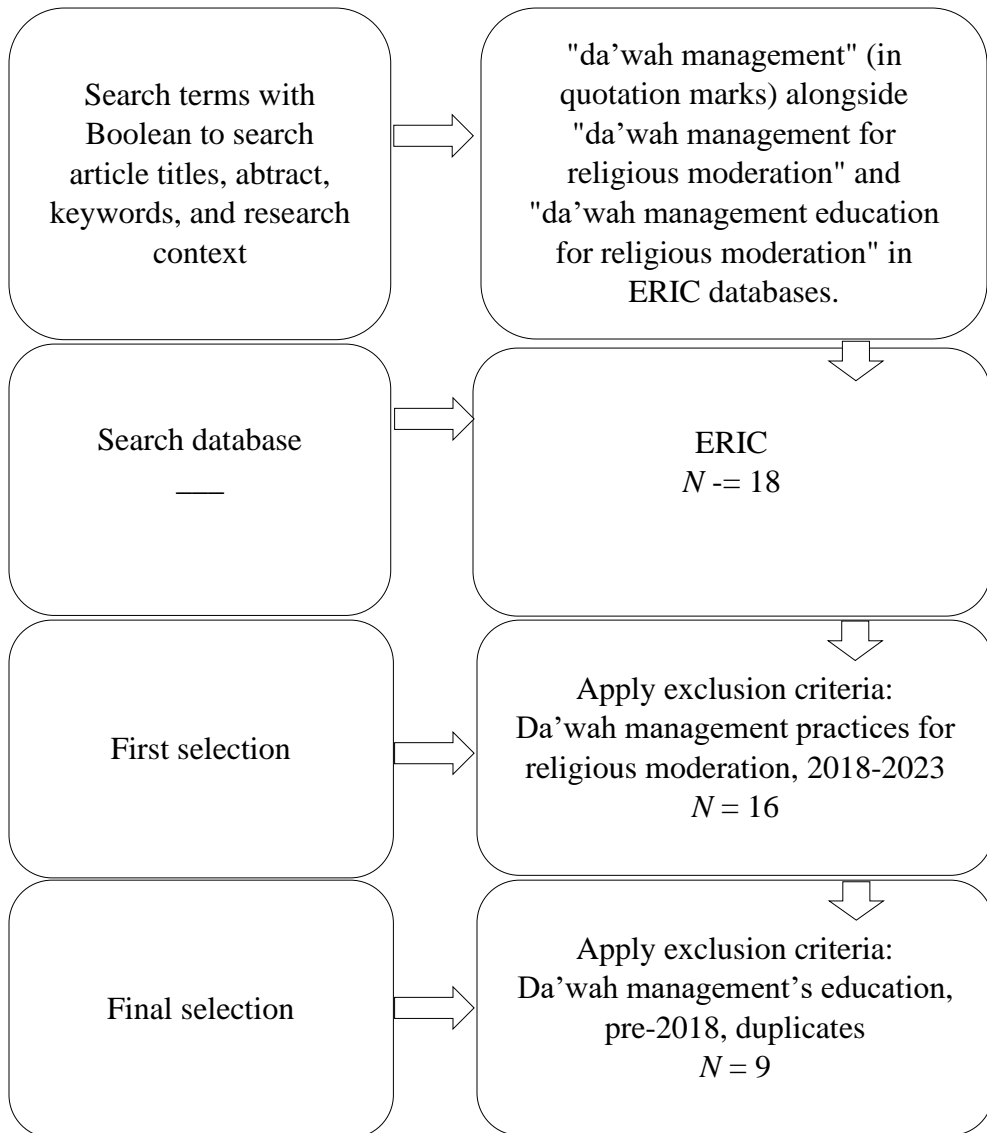 Search terms with
Boolean to search
article titles, abtract,
keywords, and research
context
"da’wah management" (in
quotation marks) alongside
"da’wah management for
religious moderation" and
"da’wah management education
for religious moderation" in
ERIC databases.
Search database
___
ERIC
N -= 18
First selection
Apply exclusion criteria:
Da’wah management practices for
religious moderation, 2018-2023
N = 16
Final selection
Apply exclusion criteria:
Da’wah management’s education,
pre-2018, duplicates
N = 9